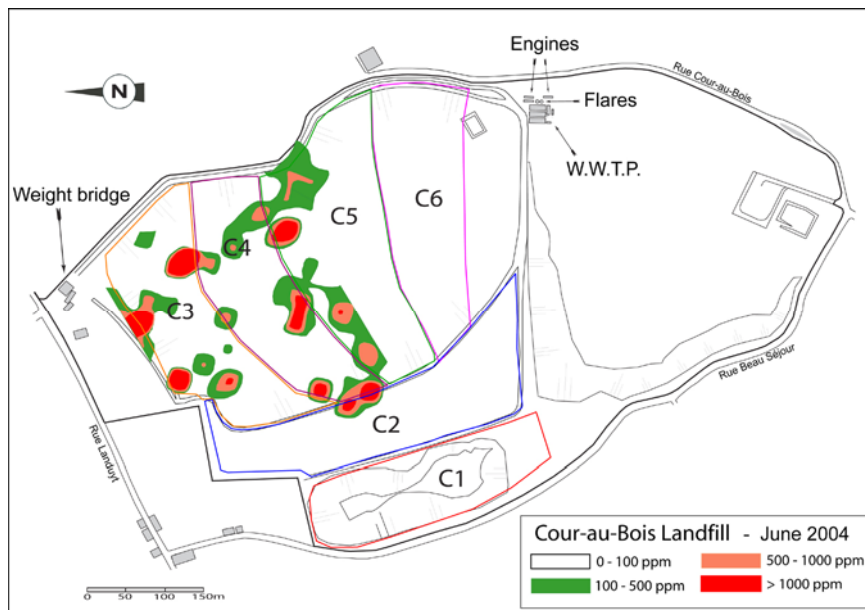 Engines
Rue Cour-au-Bois
Flares
N
W.W.T.P.
Weight bridge
C5
C6
C4
C3
C2
Rue Beau Séjour
Rue Landuyt
C1
Cour-au-Bois Landfill - June 2004
0 - 100 ppm
500 - 1000 ppm
100 - 500 ppm
> 1000 ppm
0 50 100 150m